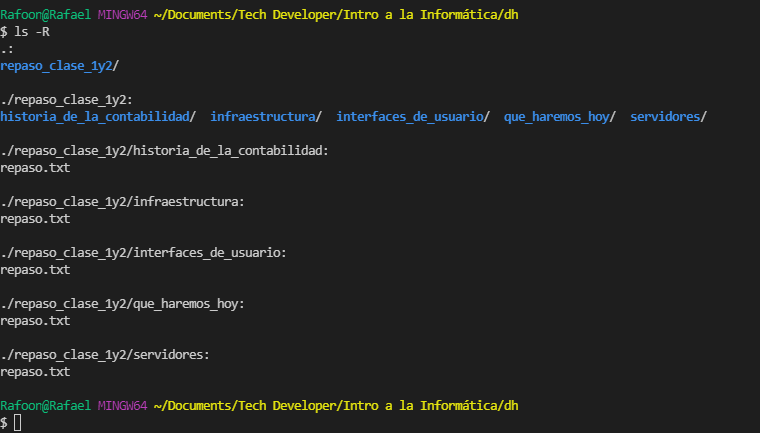 Rafoon@Rafael MINGW64 ~/Documents/Tech Developer/Intro a la Informática/dh
$ ls -R
.:
repaso_clase_1y2/
./repaso_clase_1y2:
historia_de_la_contabilidad/  infraestructura/  interfaces_de_usuario/  que_haremos_hoy/  servidores/
./repaso_clase_1y2/historia_de_la_contabilidad:
repaso.txt
./repaso_clase_1y2/infraestructura:
repaso.txt
./repaso_clase_1y2/interfaces_de_usuario:
repaso.txt
./repaso_clase_1y2/que_haremos_hoy:
repaso.txt
./repaso_clase_1y2/servidores:
repaso.txt
Rafoon@Rafael MINGW64 ~/Documents/Tech Developer/Intro a la Informática/dh
$